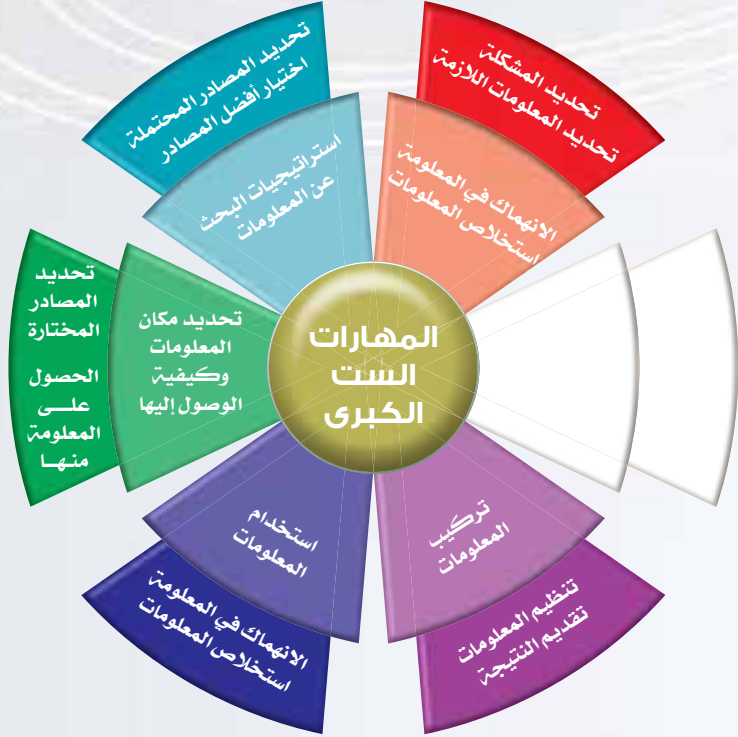 المهارات
الست
الكبرى
تحديد المشكلة
تحديد المعلومات اللازمة
الانهماك في المعلومة
استخلاص المعلومات
تحديد المصادر المحتملة
اختيار أفضل المصادر
استراتيجيات البحث
عن المعلومات
تحديد
المصادر
المختارة
الحصول
على
المعلومة
منها
تحديد مكان
المعلومات
وكيفية
الوصول إليها
استخدام
المعلومات
الانهماك في المعلومة
استخلاص المعلومات
تركيب
المعلومات
تنظيم المعلومات
تقديم النتيجة